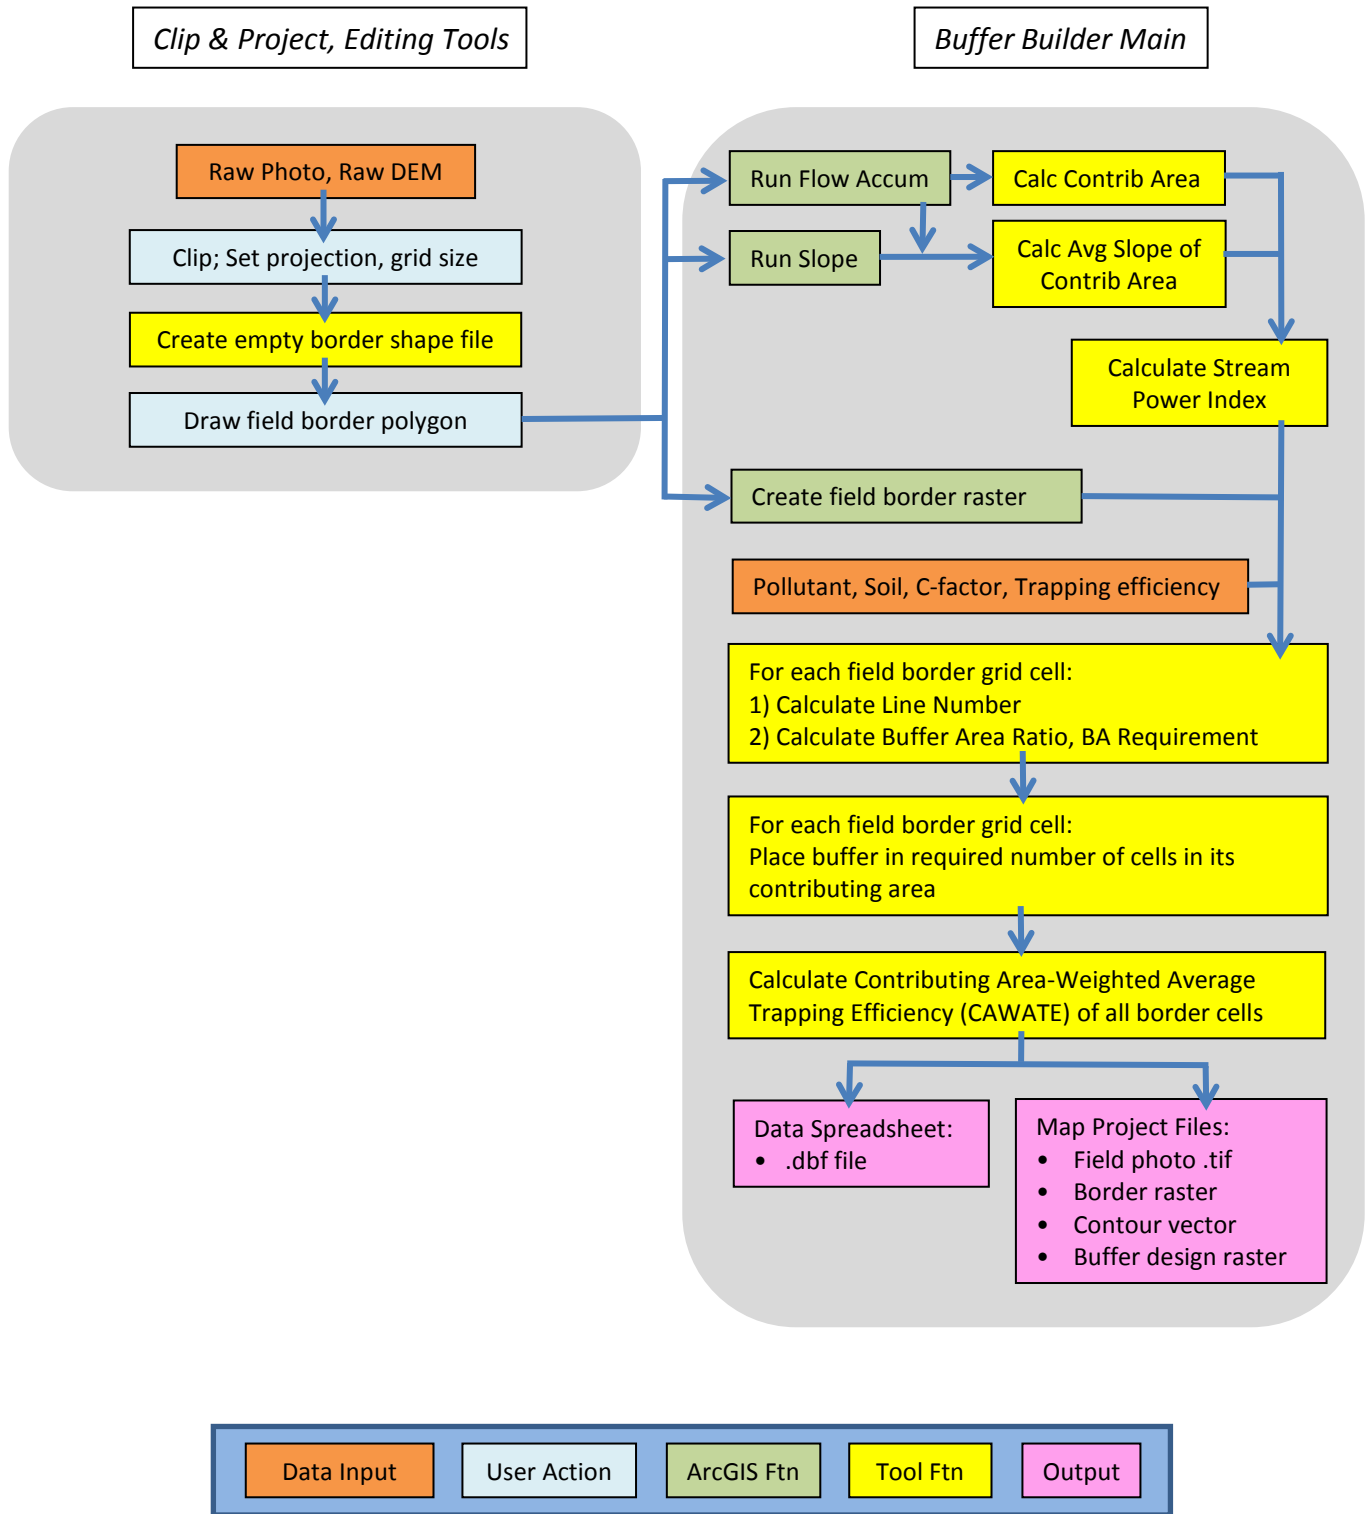 Clip & Project, Editing Tools
Buffer Builder Main
Raw Photo, Raw DEM
Clip; Set projection, grid size
Create empty border shape file
Draw field border polygon
Run Flow Accum
Calc Contrib Area
Run Slope
Calc Avg Slope of
Contrib Area
Calculate Stream
Power Index
Create field border raster
Pollutant, Soil, C-factor, Trapping efficiency
For each field border grid cell:
1) Calculate Line Number
2) Calculate Buffer Area Ratio, BA Requirement
For each field border grid cell:
Place buffer in required number of cells in its
contributing area
Calculate Contributing Area-Weighted Average
Trapping Efficiency (CAWATE) of all border cells
Data Spreadsheet:
• .dbf file
Map Project Files:
• Field photo .tif
• Border raster
• Contour vector
• Buffer design raster
Data Input
User Action
ArcGIS Ftn
Tool Ftn
Output